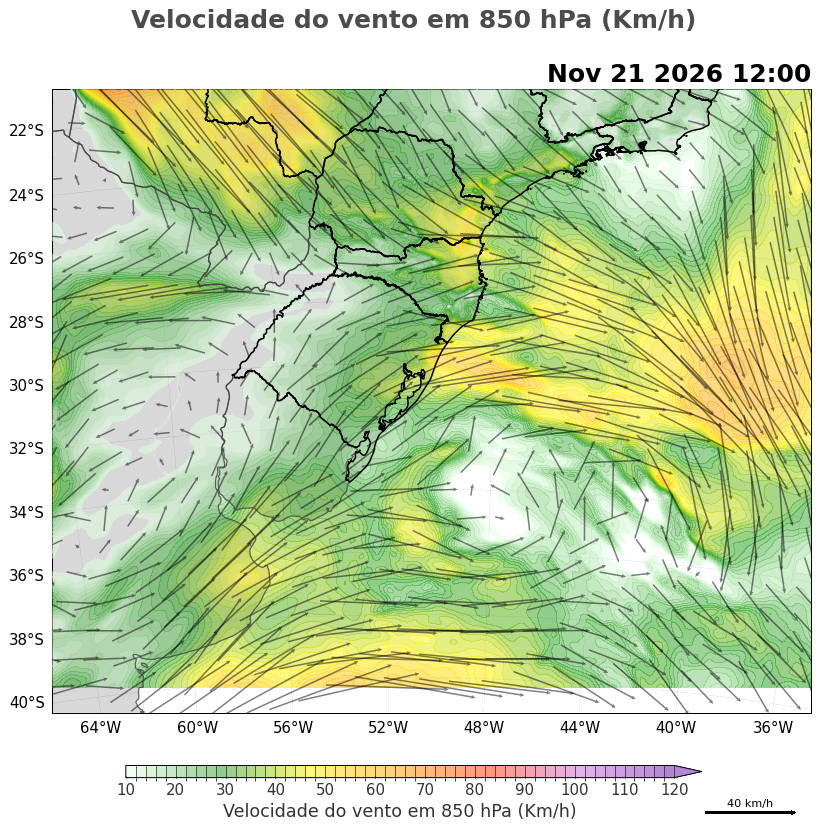 Velocidade do vento em 850 hPa (Km/h)
Nov 21 2026 12:00
22°S
24°S
26°S
28°S
30°S
32°S
34°S
36°S
38°S
40°S
64°W 60°W 56°W 52°W 48°W 44°W 40°W 36°W
10 20 30 40 50 60 70 80 90 100 110 120
Velocidade do vento em 850 hPa (Km/h)
40 km/h